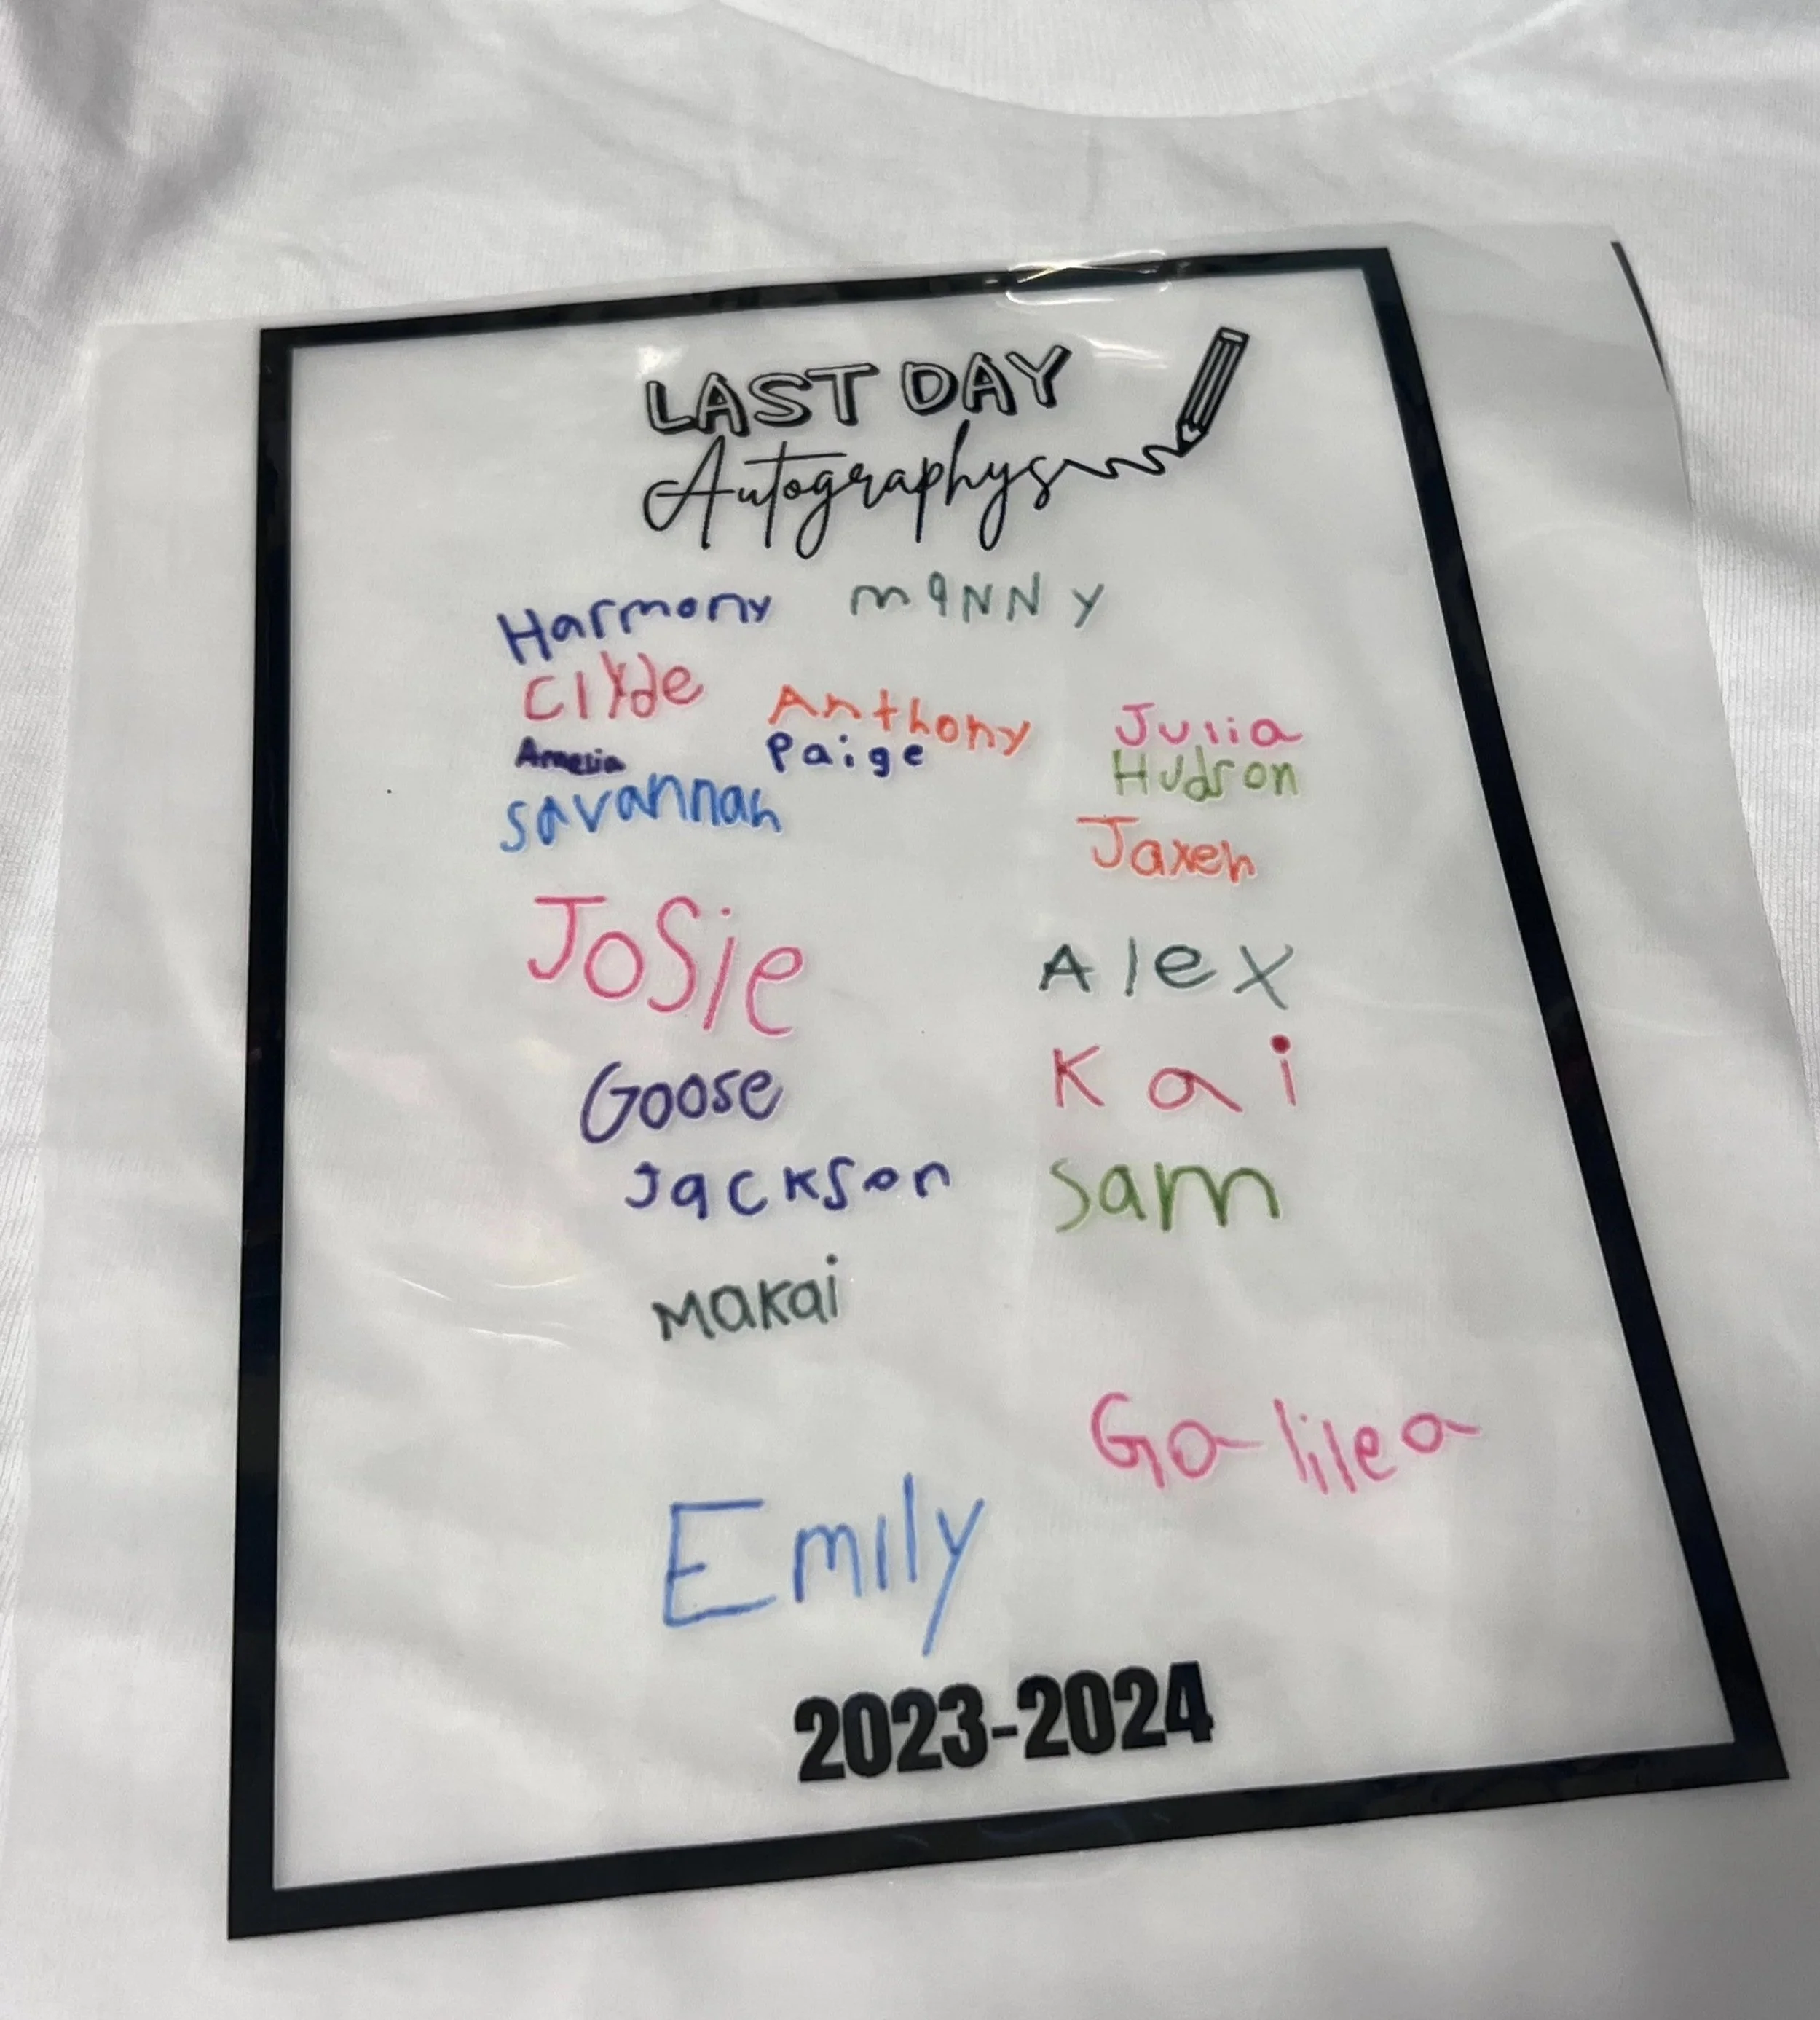 LAST DAY
Autographys
Harmony mANNy
Clyde
Anthony Julia
Amelia Paige Hudson
Savannah
Jaxen
JoSie Alex
Goose Kai
Jackson Sam
Makai
Galilea
Emily
2023-2024